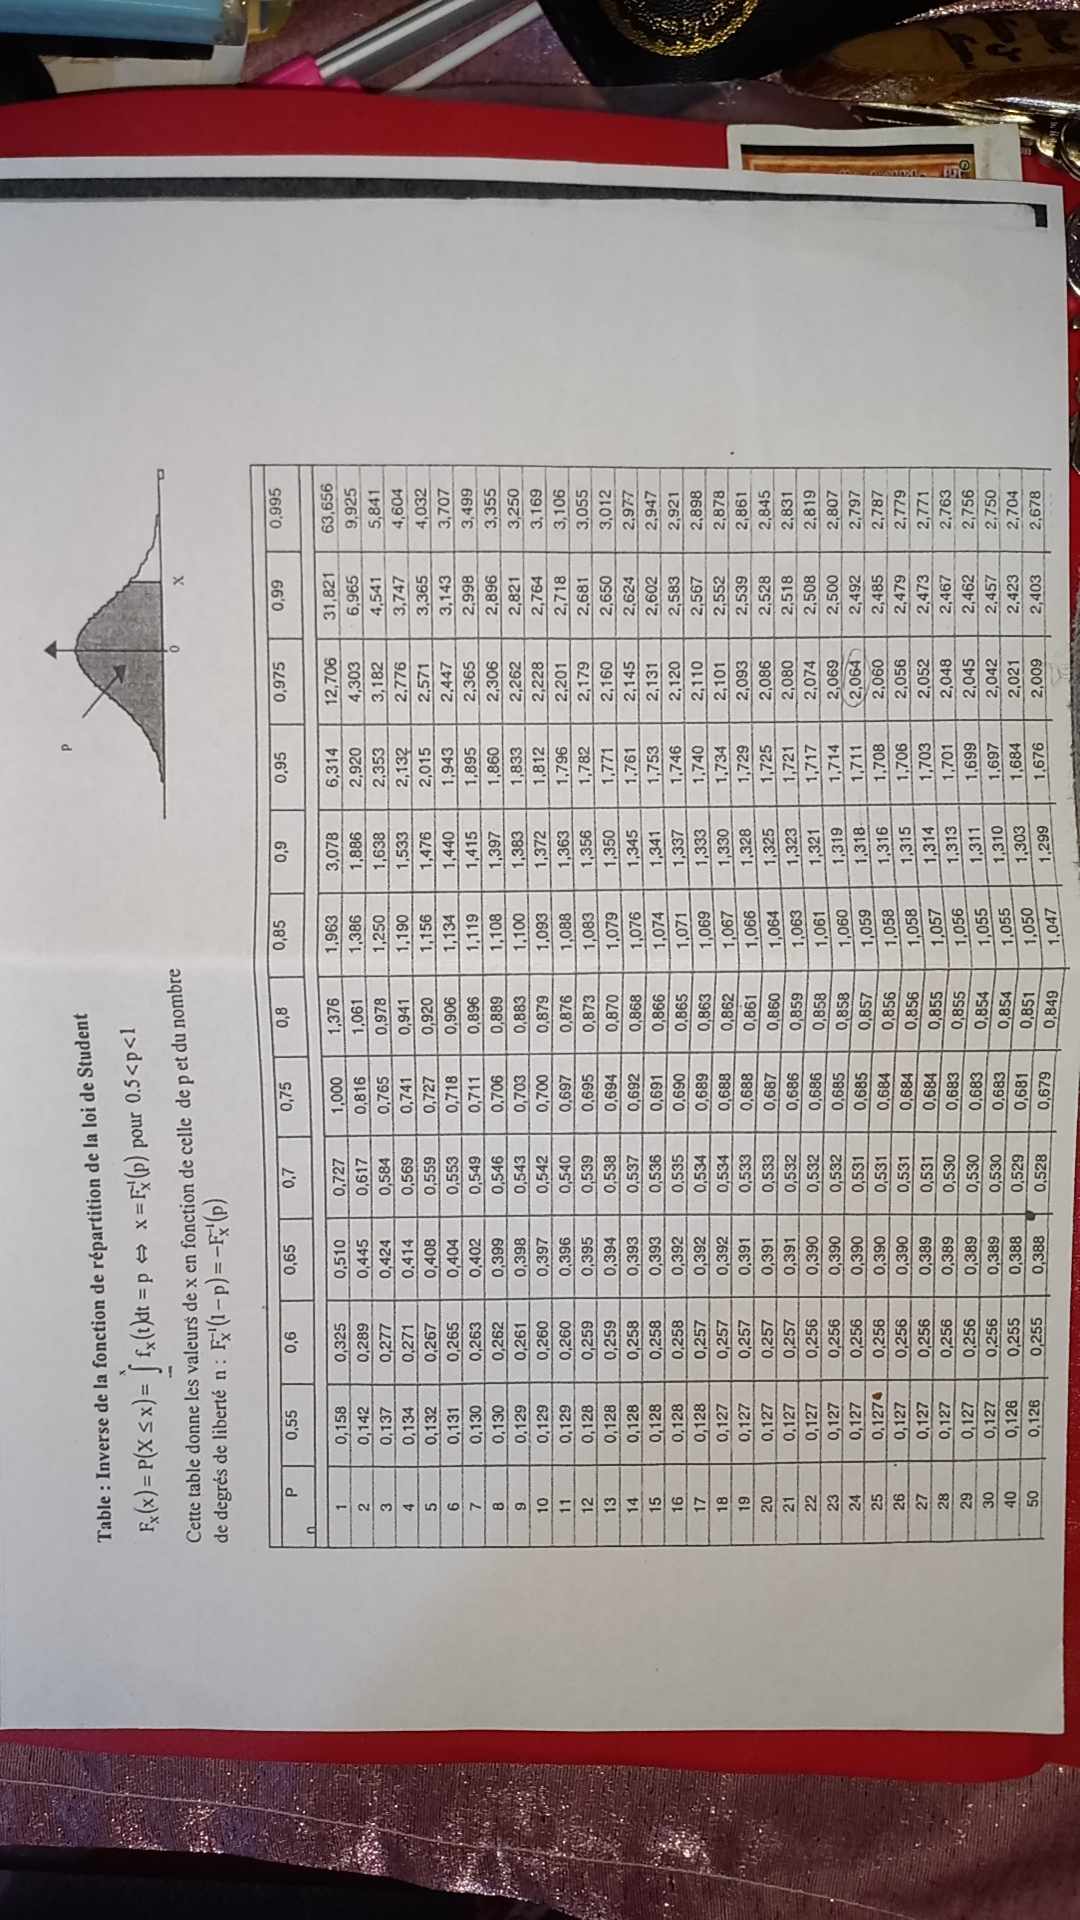 Table : Inverse de la fonction de répartition de la loi de Student
Fx(x) = P(X ≤ x) = ∫ fx(t)dt = p ⇔ x = Fx⁻¹(p) pour 0.5<p<1
Cette table donne les valeurs de x en fonction de celle de p et du nombre
de degrés de liberté n : Fx⁻¹(1−p) = −Fx⁻¹(p)
p
0
X
P 0,55 0,6 0,65 0,7 0,75 0,8 0,85 0,9 0,95 0,975 0,99 0,995
n
1 0,158 0,325 0,510 0,727 1,000 1,376 1,963 3,078 6,314 12,706 31,821 63,656
2 0,142 0,289 0,445 0,617 0,816 1,061 1,386 1,886 2,920 4,303 6,965 9,925
3 0,137 0,277 0,424 0,584 0,765 0,978 1,250 1,638 2,353 3,182 4,541 5,841
4 0,134 0,271 0,414 0,569 0,741 0,941 1,190 1,533 2,132 2,776 3,747 4,604
5 0,132 0,267 0,408 0,559 0,727 0,920 1,156 1,476 2,015 2,571 3,365 4,032
6 0,131 0,265 0,404 0,553 0,718 0,906 1,134 1,440 1,943 2,447 3,143 3,707
7 0,130 0,263 0,402 0,549 0,711 0,896 1,119 1,415 1,895 2,365 2,998 3,499
8 0,130 0,262 0,399 0,546 0,706 0,889 1,108 1,397 1,860 2,306 2,896 3,355
9 0,129 0,261 0,398 0,543 0,703 0,883 1,100 1,383 1,833 2,262 2,821 3,250
10 0,129 0,260 0,397 0,542 0,700 0,879 1,093 1,372 1,812 2,228 2,764 3,169
11 0,129 0,260 0,396 0,540 0,697 0,876 1,088 1,363 1,796 2,201 2,718 3,106
12 0,128 0,259 0,395 0,539 0,695 0,873 1,083 1,356 1,782 2,179 2,681 3,055
13 0,128 0,259 0,394 0,538 0,694 0,870 1,079 1,350 1,771 2,160 2,650 3,012
14 0,128 0,258 0,393 0,537 0,692 0,868 1,076 1,345 1,761 2,145 2,624 2,977
15 0,128 0,258 0,393 0,536 0,691 0,866 1,074 1,341 1,753 2,131 2,602 2,947
16 0,128 0,258 0,392 0,535 0,690 0,865 1,071 1,337 1,746 2,120 2,583 2,921
17 0,128 0,257 0,392 0,534 0,689 0,863 1,069 1,333 1,740 2,110 2,567 2,898
18 0,127 0,257 0,392 0,534 0,688 0,862 1,067 1,330 1,734 2,101 2,552 2,878
19 0,127 0,257 0,391 0,533 0,688 0,861 1,066 1,328 1,729 2,093 2,539 2,861
20 0,127 0,257 0,391 0,533 0,687 0,860 1,064 1,325 1,725 2,086 2,528 2,845
21 0,127 0,257 0,391 0,532 0,686 0,859 1,063 1,323 1,721 2,080 2,518 2,831
22 0,127 0,256 0,390 0,532 0,686 0,858 1,061 1,321 1,717 2,074 2,508 2,819
23 0,127 0,256 0,390 0,532 0,685 0,858 1,060 1,319 1,714 2,069 2,500 2,807
24 0,127 0,256 0,390 0,531 0,685 0,857 1,059 1,318 1,711 2,064 2,492 2,797
25 0,127 0,256 0,390 0,531 0,684 0,856 1,058 1,316 1,708 2,060 2,485 2,787
26 0,127 0,256 0,390 0,531 0,684 0,856 1,058 1,315 1,706 2,056 2,479 2,779
27 0,127 0,256 0,389 0,531 0,684 0,855 1,057 1,314 1,703 2,052 2,473 2,771
28 0,127 0,256 0,389 0,530 0,683 0,855 1,056 1,313 1,701 2,048 2,467 2,763
29 0,127 0,256 0,389 0,530 0,683 0,854 1,055 1,311 1,699 2,045 2,462 2,756
30 0,127 0,256 0,389 0,530 0,683 0,854 1,055 1,310 1,697 2,042 2,457 2,750
40 0,126 0,255 0,388 0,529 0,681 0,851 1,050 1,303 1,684 2,021 2,423 2,704
50 0,126 0,255 0,388 0,528 0,679 0,849 1,047 1,299 1,676 2,009 2,403 2,678